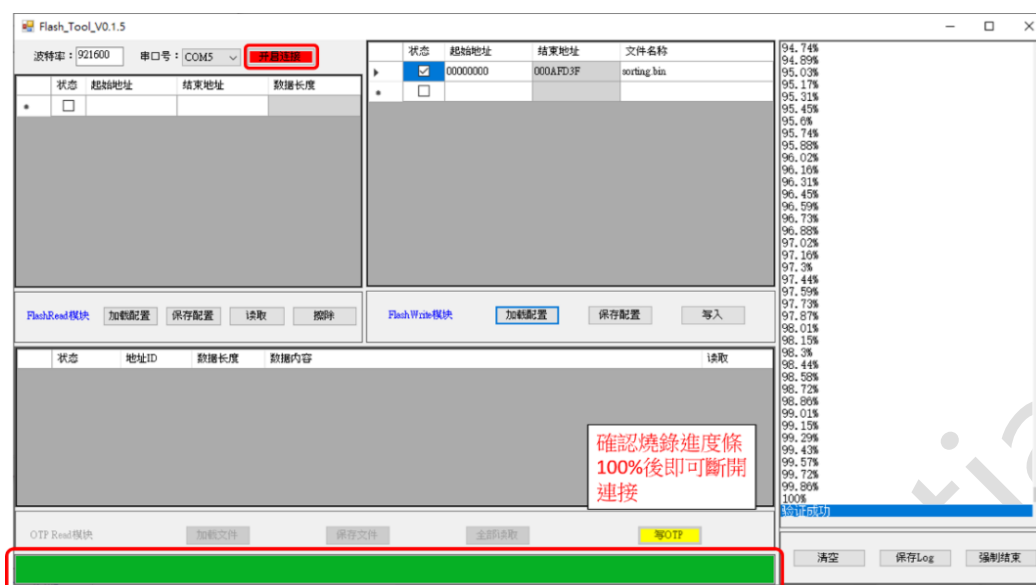 Flash_Tool_V0.1.5
波特率：921600 串口号：COM5 开启连接
状态 起始地址 结束地址 数据长度
状态 起始地址 结束地址 文件名称
00000000 000AFD3F sorting.bin
FlashRead模块 加载配置 保存配置 读取 擦除
FlashWrite模块 加载配置 保存配置 写入
状态 地址ID 数据长度 数据内容 读取
確認燒錄進度條
100%後即可斷開
連接
OTP Read模块 加载文件 保存文件 全部读取 写OTP
94.74%
94.89%
95.03%
95.17%
95.31%
95.45%
95.6%
95.74%
95.88%
96.02%
96.16%
96.31%
96.45%
96.59%
96.73%
96.88%
97.02%
97.16%
97.3%
97.44%
97.59%
97.73%
97.87%
98.01%
98.15%
98.3%
98.44%
98.58%
98.72%
98.86%
99.01%
99.15%
99.29%
99.43%
99.57%
99.72%
99.86%
100%
验证成功
清空 保存Log 强制结束